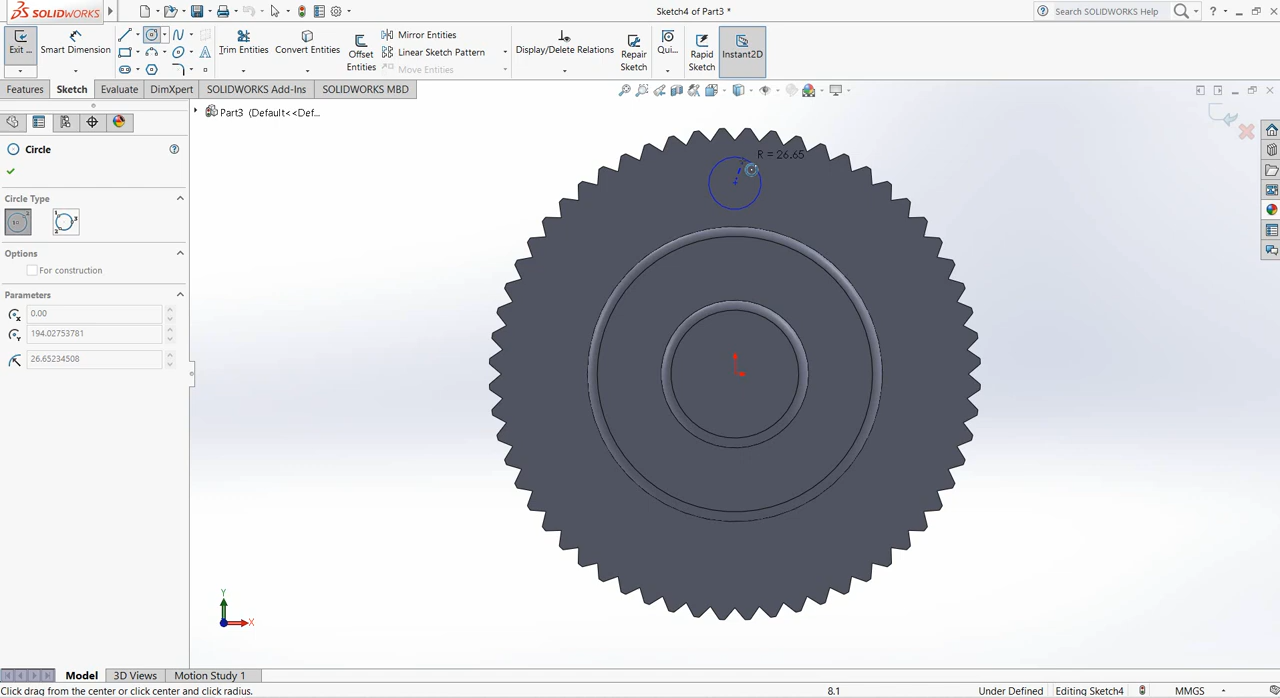 SOLIDWORKS
Sketch4 of Part3 *
Search SOLIDWORKS Help
?
Exit ...
Smart Dimension
Trim Entities
Convert Entities
Offset
Entities
Mirror Entities
Linear Sketch Pattern
Move Entities
Display/Delete Relations
Repair
Sketch
Qui...
Rapid
Sketch
Instant2D
Features
Sketch
Evaluate
DimXpert
SOLIDWORKS Add-Ins
SOLIDWORKS MBD
Part3 (Default<<Def...
Circle
Circle Type
Options
For construction
Parameters
0.00
194.02753781
26.65234508
R = 26.65
Y
X
Model
3D Views
Motion Study 1
Click drag from the center or click center and click radius.
8.1
Under Defined
Editing Sketch4
MMGS